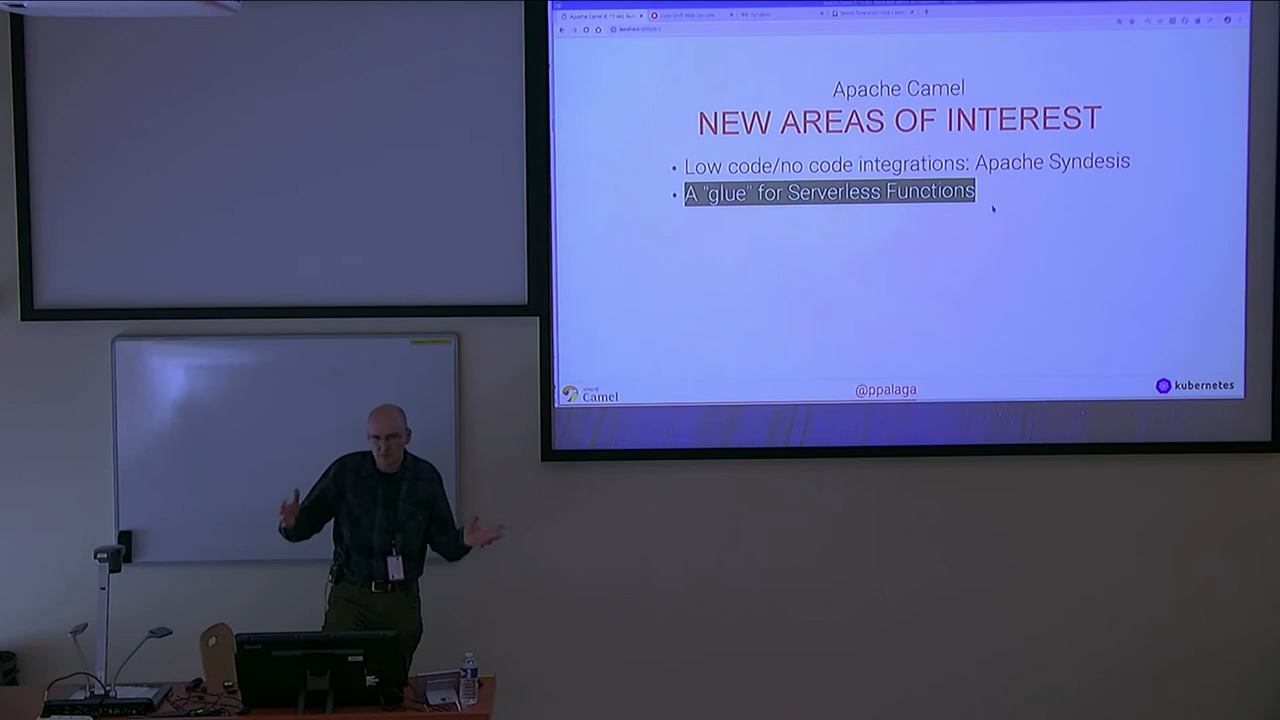 Apache Camel
NEW AREAS OF INTEREST
• Low code/no code integrations: Apache Syndesis
• A "glue" for Serverless Functions
Camel
@ppalaga
kubernetes